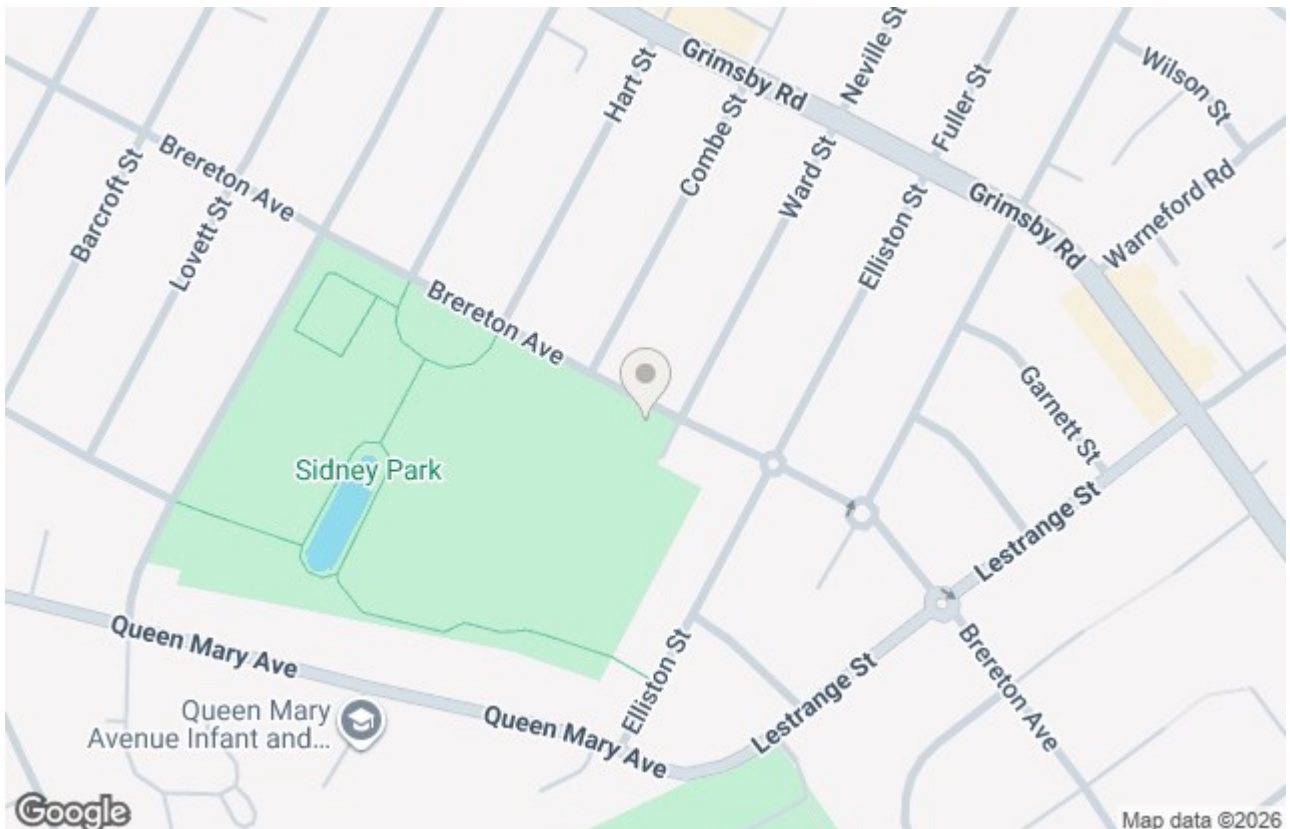 Grimsby Rd
Neville St
Hart St
Wilson St
Combe St
Fuller St
Brereton Ave
Barcroft St
Lovett St
Ward St
Elliston St
Grimsby Rd
Warneford Rd
Brereton Ave
Garnett St
Sidney Park
Lestrange St
Queen Mary Ave
Elliston St
Brereton Ave
Lestrange St
Queen Mary
Avenue Infant and...
Queen Mary Ave
Google
Map data ©2026